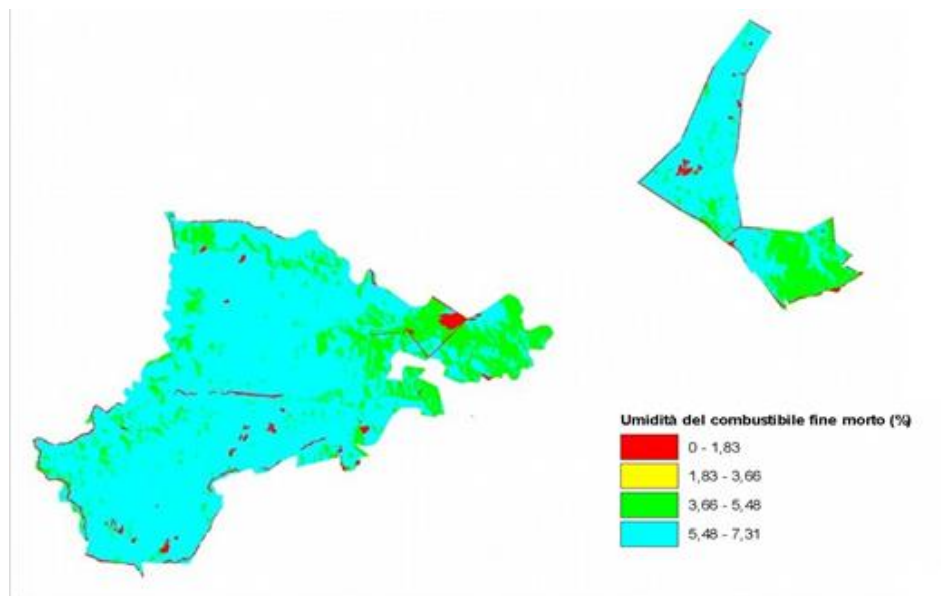 Umidità del combustibile fine morto (%)
0 - 1,83
1,83 - 3,66
3,66 - 5,48
5,48 - 7,31